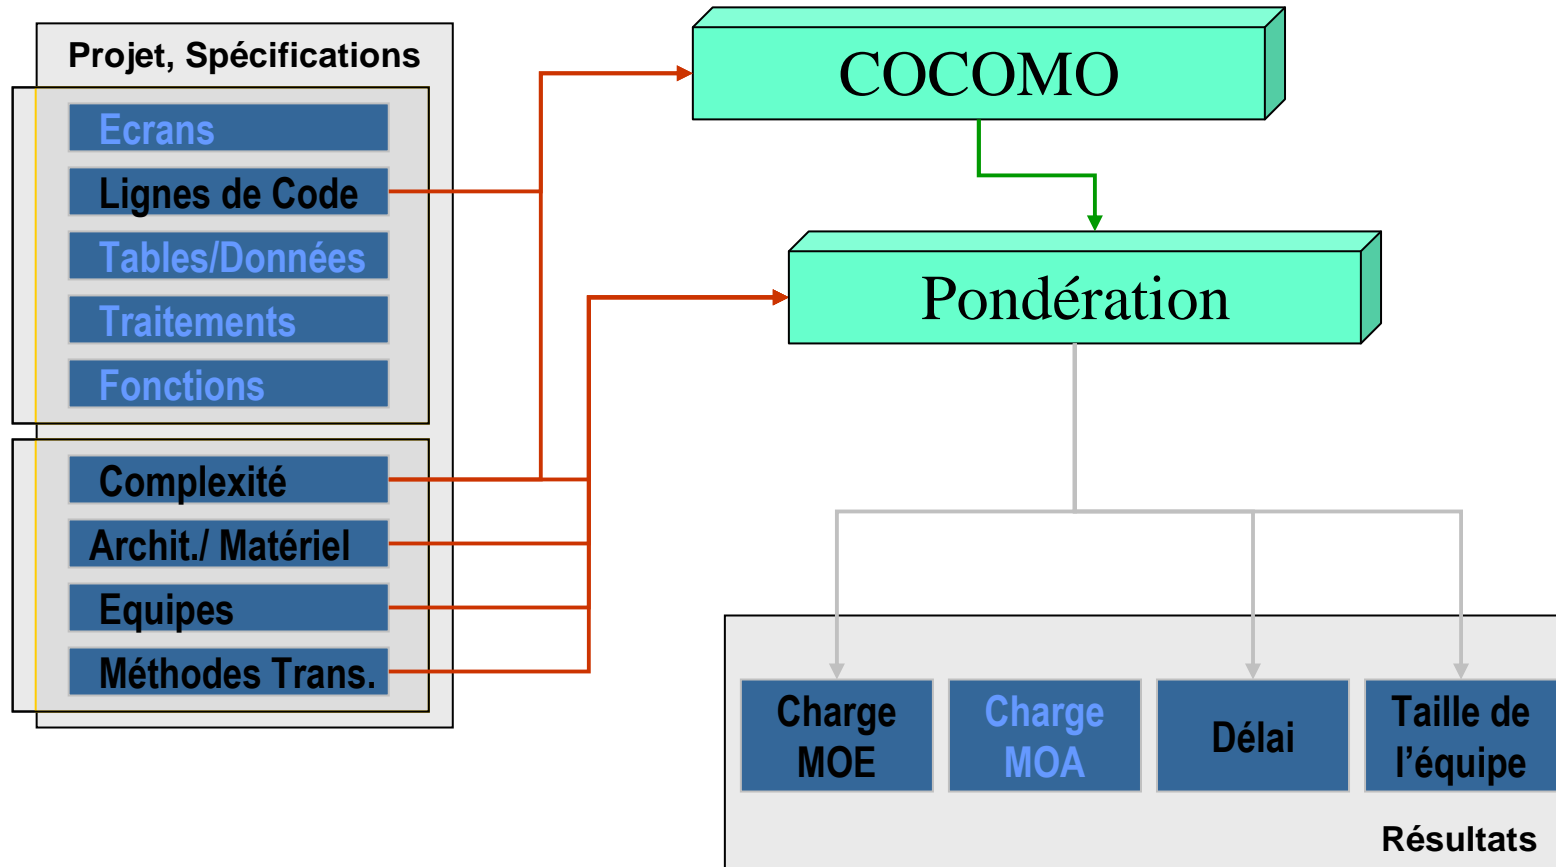 Projet, Spécifications
Ecrans
Lignes de Code
Tables/Données
Traitements
Fonctions
Complexité
Archit./ Matériel
Equipes
Méthodes Trans.
COCOMO
Pondération
Charge
MOE
Charge
MOA
Délai
Taille de
l’équipe
Résultats